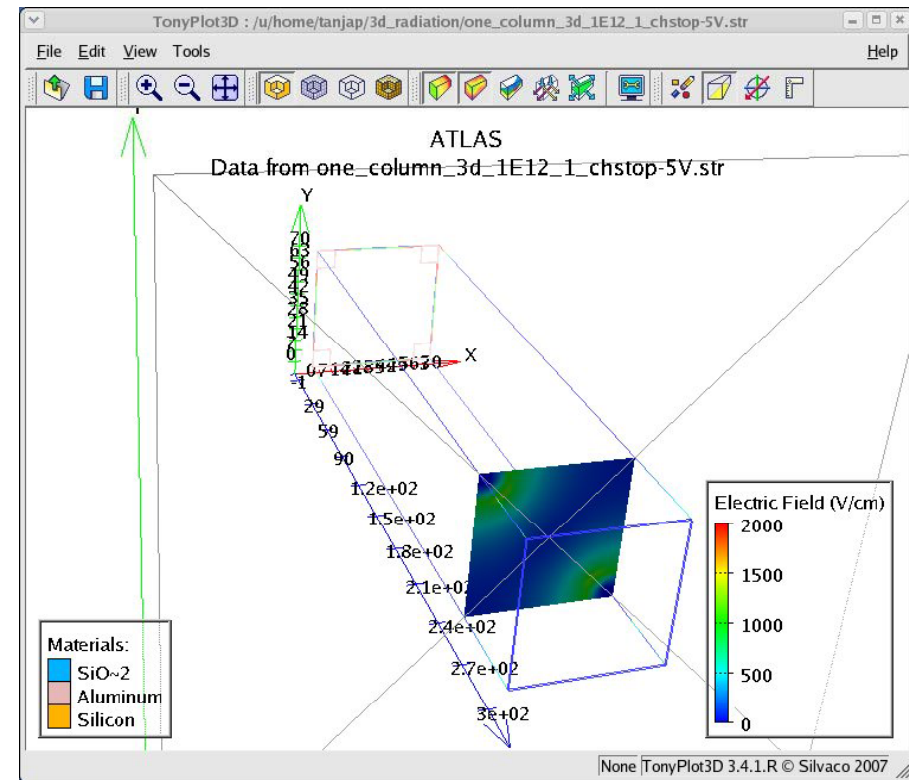 TonyPlot3D : /u/home/tanjap/3d_radiation/one_column_3d_1E12_1_chstop-5V.str
File Edit View Tools Help
ATLAS
Data from one_column_3d_1E12_1_chstop-5V.str
Y
70
63
56
49
42
35
28
21
14
7
0
X
-1
29
59
90
1.2e+02
1.5e+02
1.8e+02
2.1e+02
2.4e+02
2.7e+02
3e+02
Electric Field (V/cm)
2000
1500
1000
500
0
Materials:
SiO~2
Aluminum
Silicon
None TonyPlot3D 3.4.1.R © Silvaco 2007